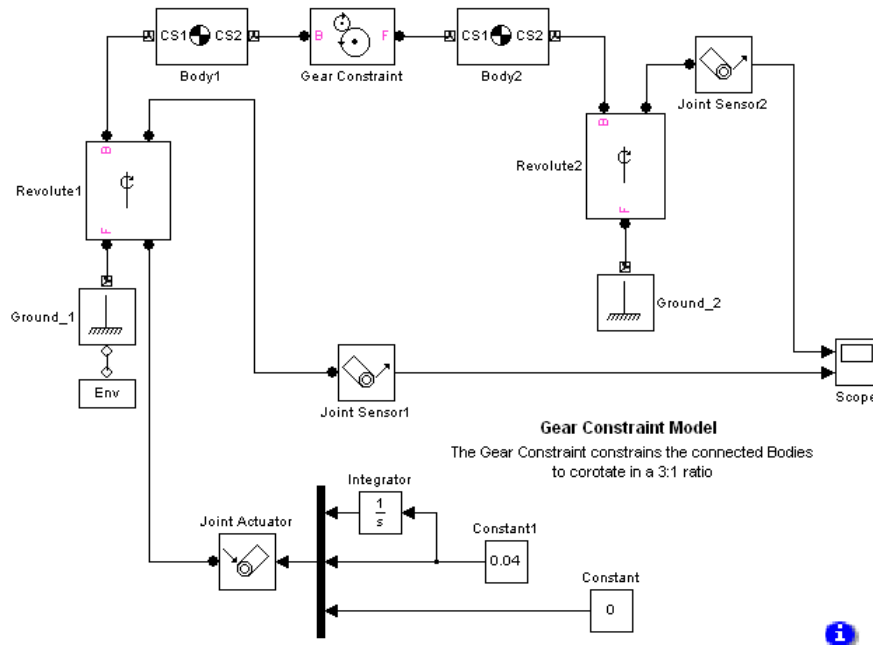 CS1 CS2
Body1
B F
Gear Constraint
CS1 CS2
Body2
Joint Sensor2
B
Revolute1
F
B
Revolute2
F
Ground_1
Env
Ground_2
Joint Sensor1
Scope
Gear Constraint Model
The Gear Constraint constrains the connected Bodies
to corotate in a 3:1 ratio
Integrator
1
s
Joint Actuator
Constant1
0.04
Constant
0
i